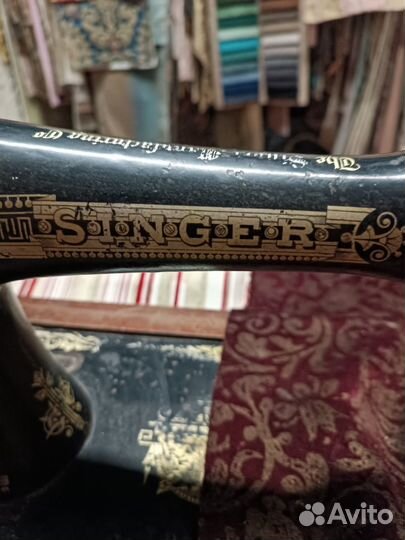 The Singer Manufacturing Co
SINGER
Avito